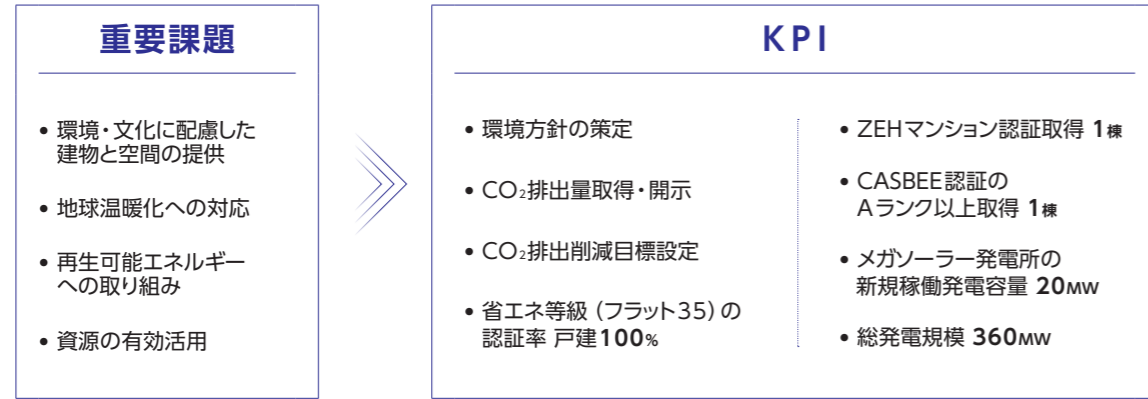 重要課題
• 環境・文化に配慮した
建物と空間の提供
• 地球温暖化への対応
• 再生可能エネルギー
への取り組み
• 資源の有効活用
KPI
• 環境方針の策定
• CO₂排出量取得・開示
• CO₂排出削減目標設定
• 省エネ等級（フラット35）の
認証率 戸建100%
• ZEHマンション認証取得 1棟
• CASBEE認証の
Aランク以上取得 1棟
• メガソーラー発電所の
新規稼働発電容量 20MW
• 総発電規模 360MW